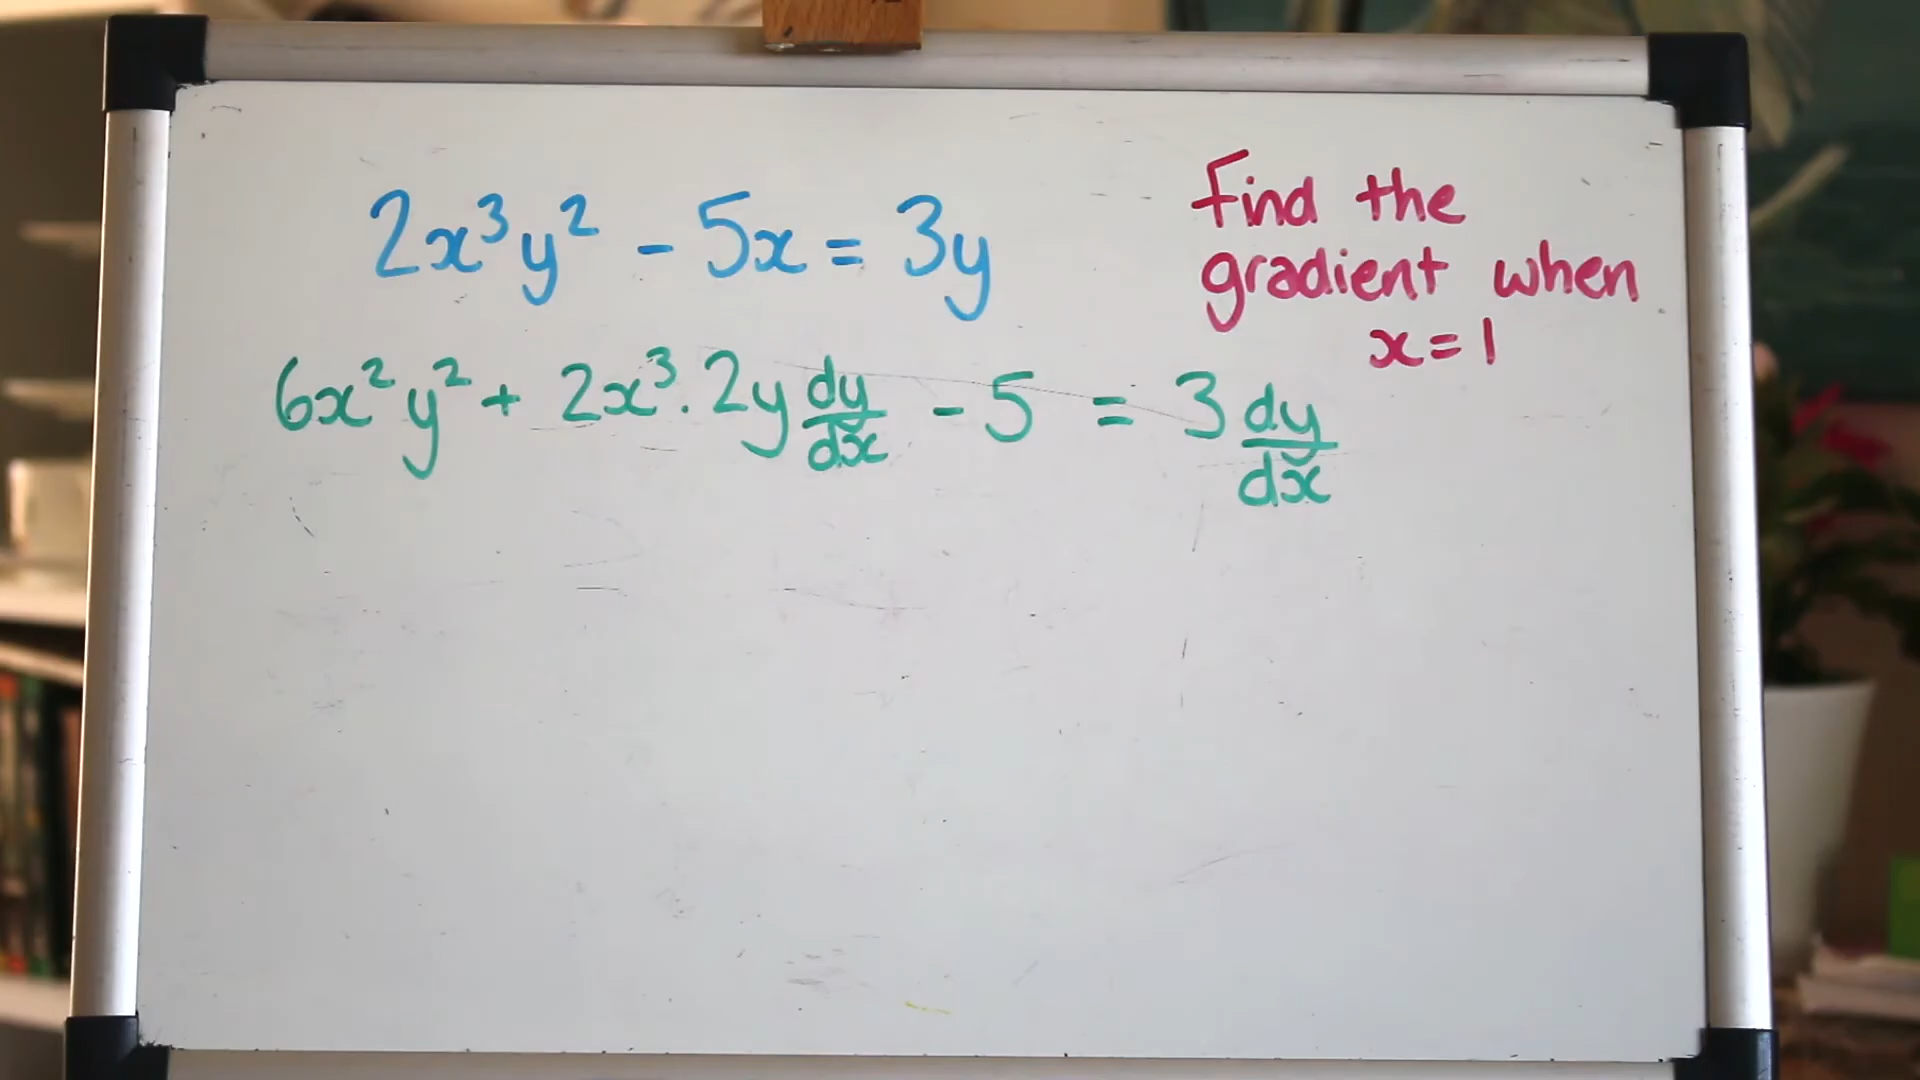 2x³y² - 5x = 3y
Find the
gradient when
x = 1
6x²y² + 2x³ . 2y dy/dx - 5 = 3 dy/dx